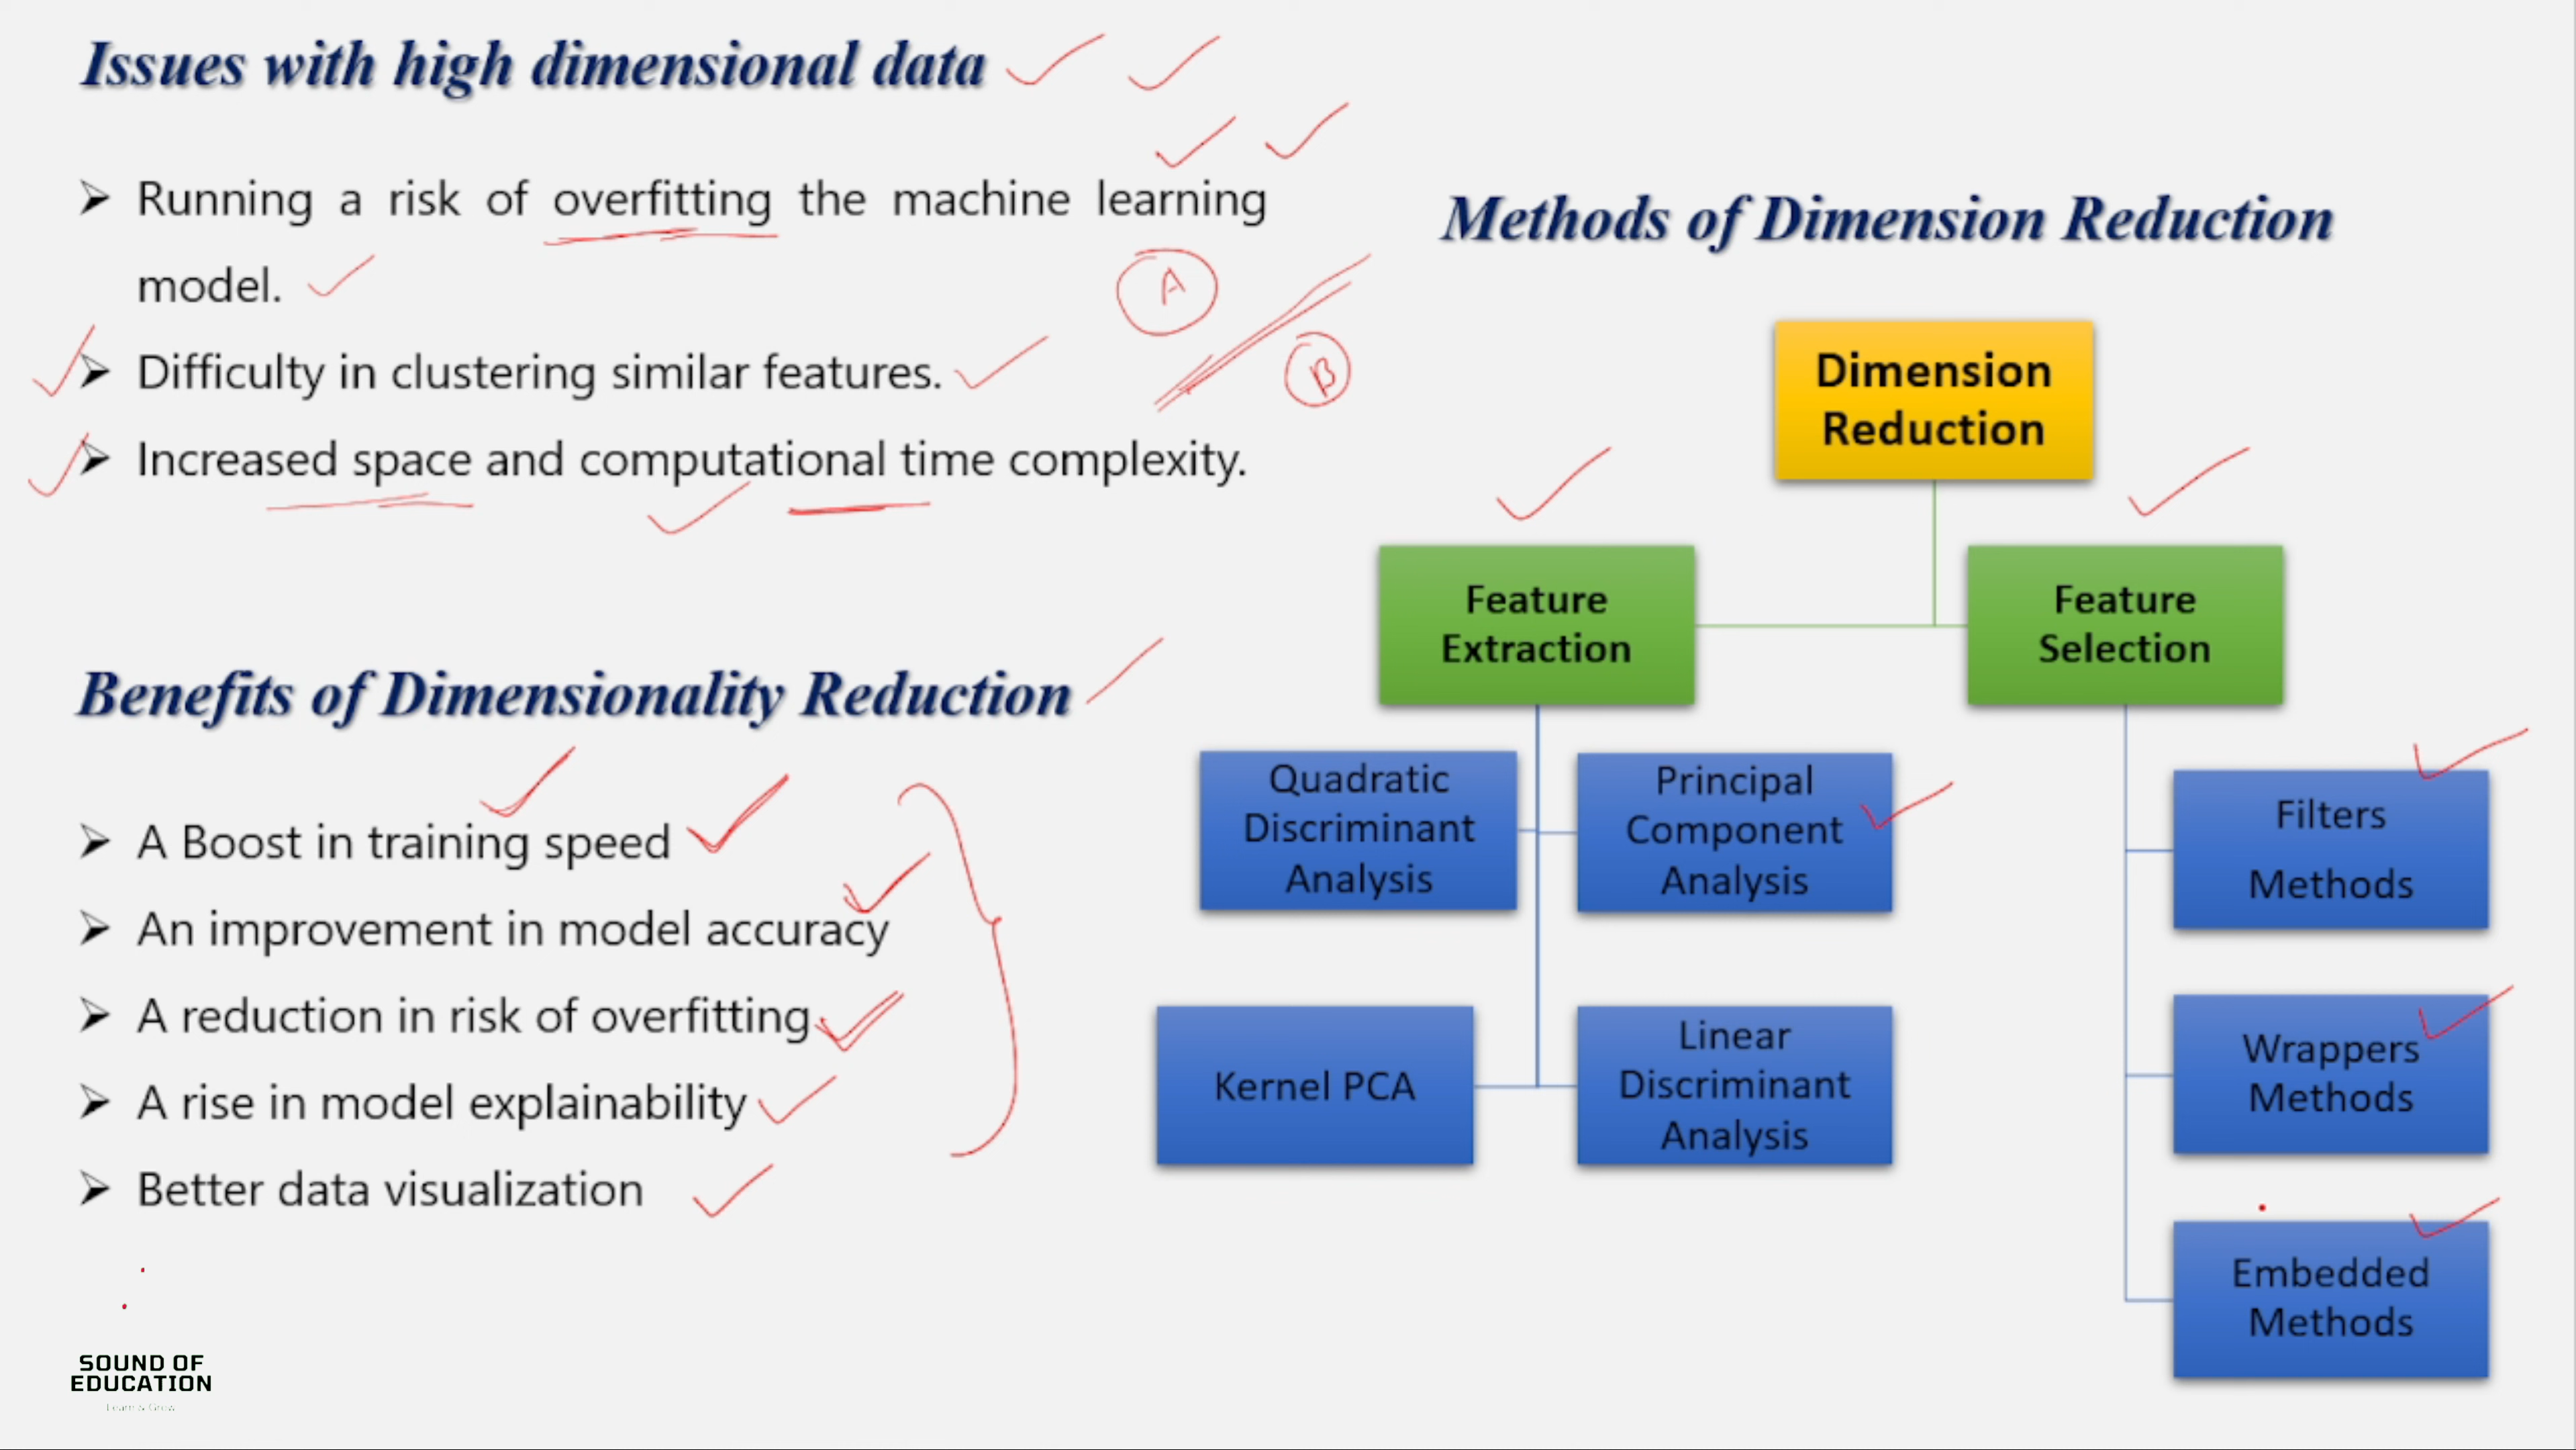 Issues with high dimensional data
➢ Running a risk of overfitting the machine learning
model.
➢ Difficulty in clustering similar features.
➢ Increased space and computational time complexity.
A
B
Benefits of Dimensionality Reduction
➢ A Boost in training speed
➢ An improvement in model accuracy
➢ A reduction in risk of overfitting
➢ A rise in model explainability
➢ Better data visualization
Methods of Dimension Reduction
Dimension
Reduction
Feature
Extraction
Feature
Selection
Quadratic
Discriminant
Analysis
Principal
Component
Analysis
Kernel PCA
Linear
Discriminant
Analysis
Filters
Methods
Wrappers
Methods
Embedded
Methods
SOUND OF
EDUCATION
Learn & Grow